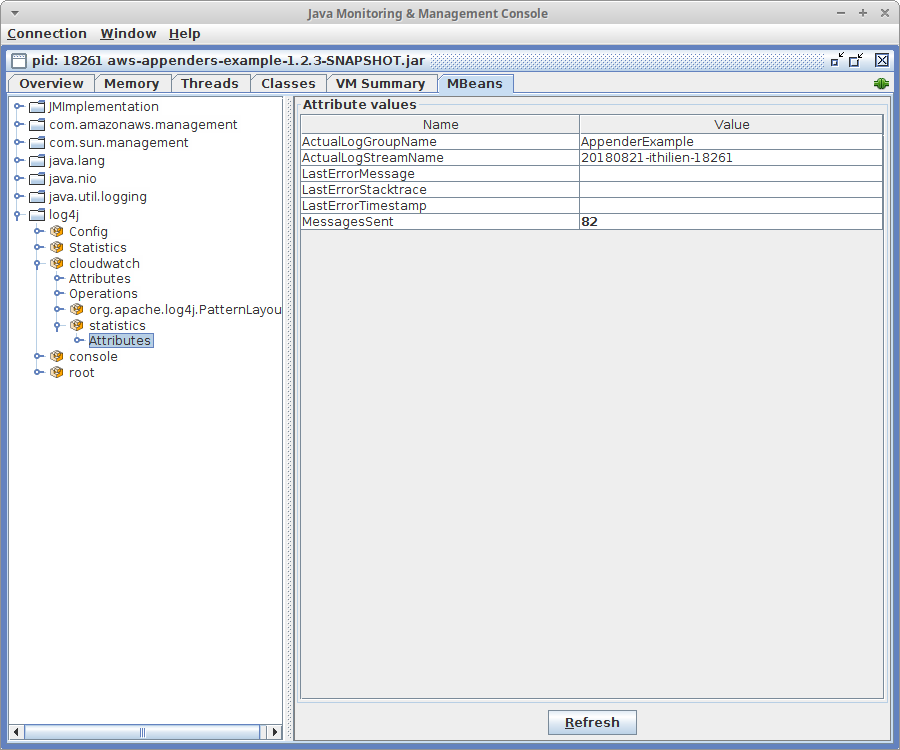 Java Monitoring & Management Console
Connection Window Help
pid: 18261 aws-appenders-example-1.2.3-SNAPSHOT.jar
Overview Memory Threads Classes VM Summary MBeans
JMImplementation
com.amazonaws.management
com.sun.management
java.lang
java.nio
java.util.logging
log4j
Config
Statistics
cloudwatch
Attributes
Operations
org.apache.log4j.PatternLayou
statistics
Attributes
console
root
Attribute values
Name Value
ActualLogGroupName AppenderExample
ActualLogStreamName 20180821-ithilien-18261
LastErrorMessage
LastErrorStacktrace
LastErrorTimestamp
MessagesSent 82
Refresh